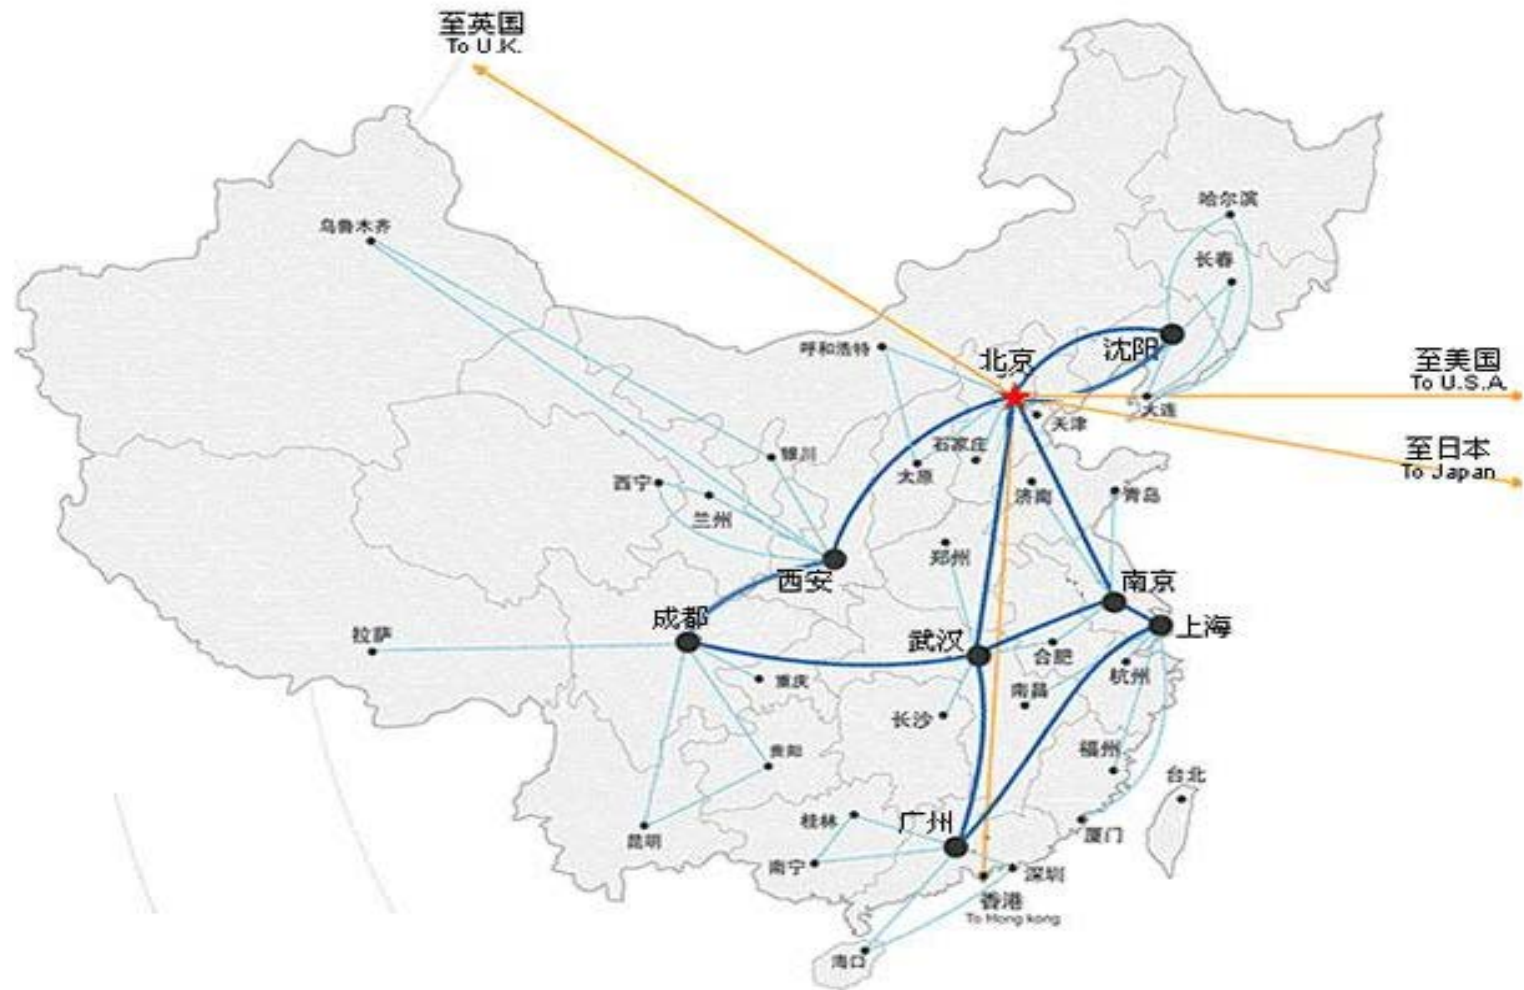 至英国
To U.K.
哈尔滨
乌鲁木齐
长春
呼和浩特
沈阳
北京
至美国
To U.S.A.
大连
天津
至日本
To Japan
石家庄
银川
太原
西宁
济南
青岛
兰州
郑州
西安
南京
成都
上海
拉萨
武汉
合肥
杭州
重庆
南昌
长沙
贵阳
福州
台北
桂林
广州
厦门
昆明
南宁
深圳
香港
To Hong kong
海口